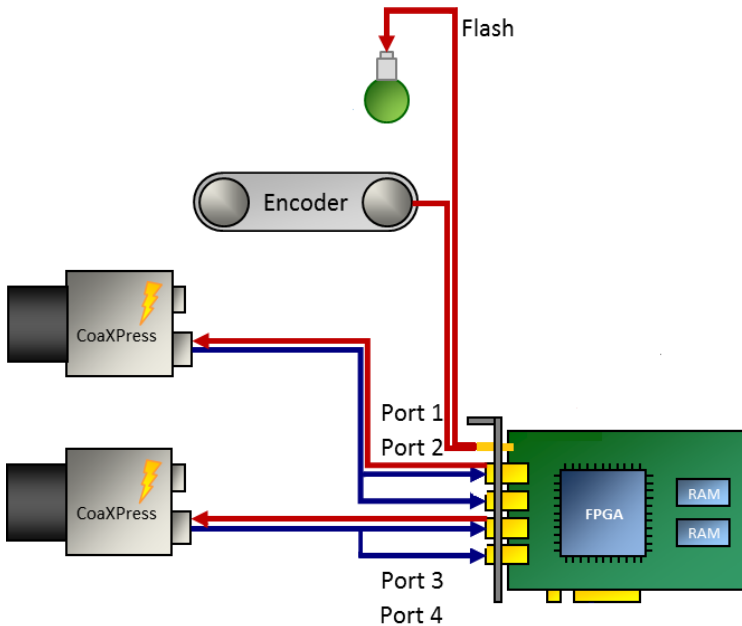 Flash
Encoder
CoaXPress
Port 1
Port 2
CoaXPress
FPGA
RAM
RAM
Port 3
Port 4